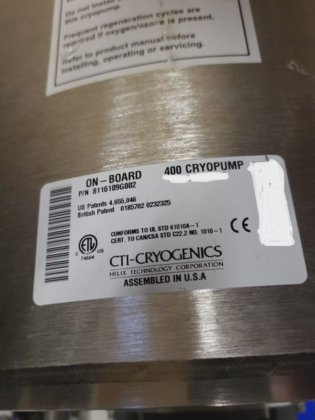 this cryopump.
Frequent regeneration cycles are
required if oxygen/ozone is present.
Refer to product manual before
installing, operating or servicing.
ON-BOARD 400 CRYOPUMP
P/N 8116109G002
US Patents 4,655,046
British Patent 0185702 0232325
CONFORMS TO UL STD 61010A-1
CERT. TO CAN/CSA STD C22.2 NO. 1010-1
CE
C ETL US
74604
CTI-CRYOGENICS
HELIX TECHNOLOGY CORPORATION
ASSEMBLED IN U.S.A